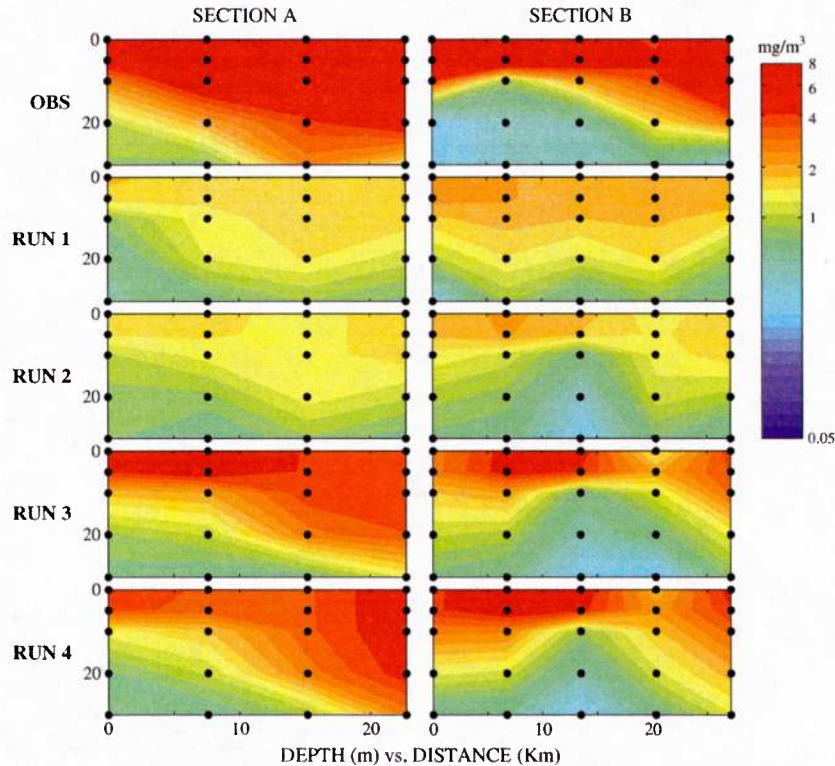 SECTION A SECTION B
mg/m³
0 8
6
OBS 4
20
2
0
RUN 1 1
20
0
RUN 2
20
0.05
0
RUN 3
20
0
RUN 4
20
0 10 20 0 10 20
DEPTH (m) vs. DISTANCE (Km)